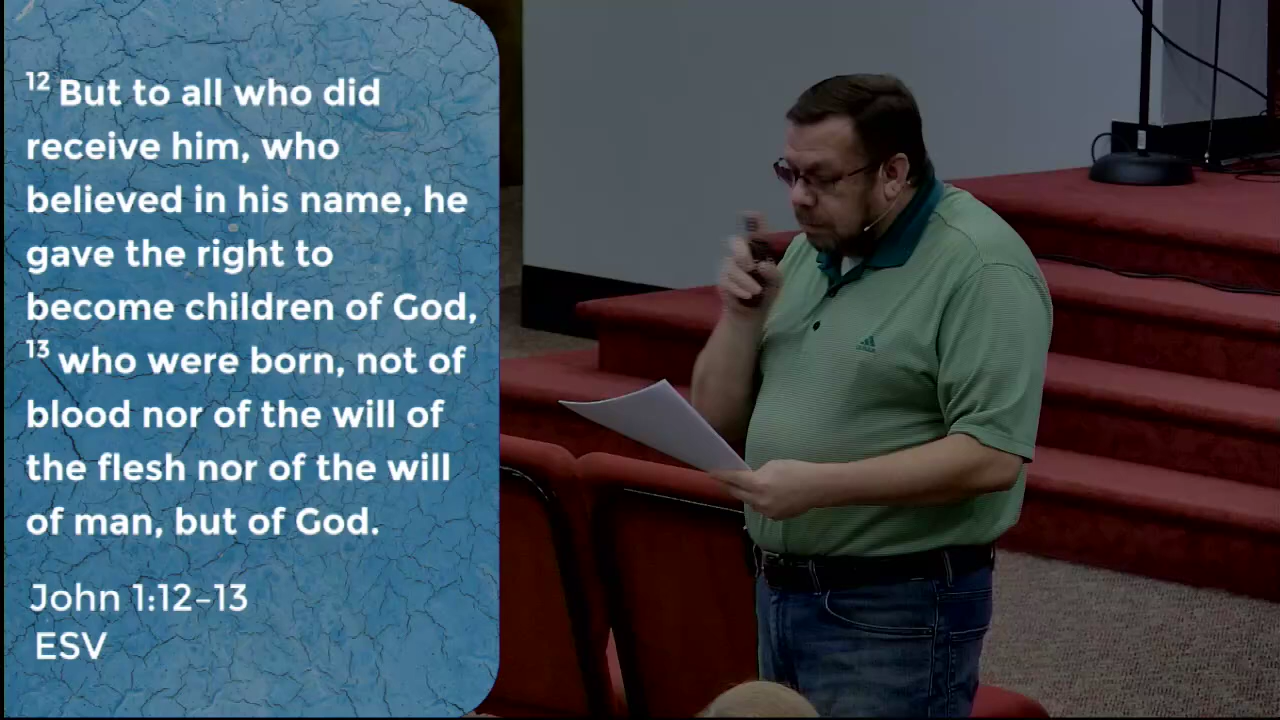 12 But to all who did
receive him, who
believed in his name, he
gave the right to
become children of God,
13 who were born, not of
blood nor of the will of
the flesh nor of the will
of man, but of God.
John 1:12–13
ESV